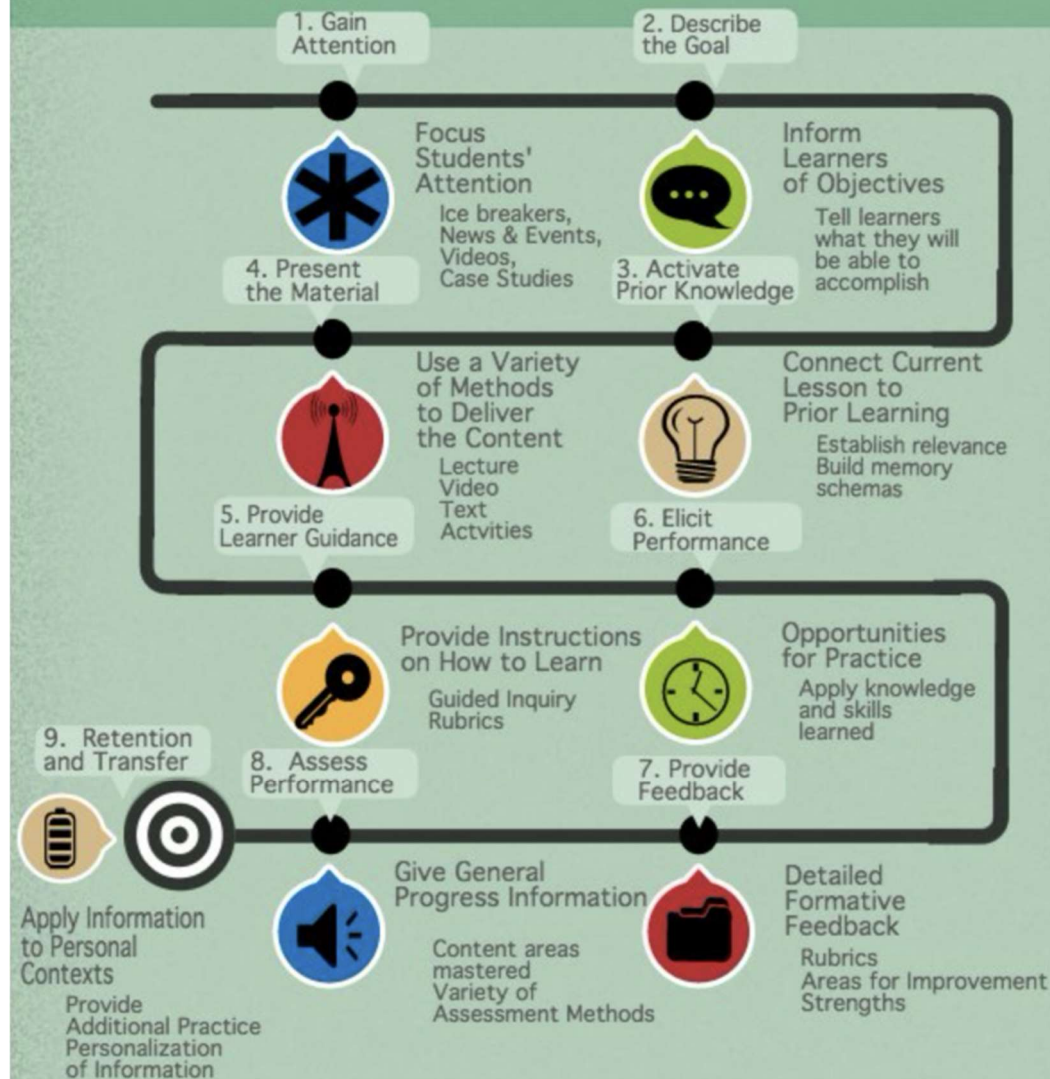 1. Gain
Attention
Focus
Students'
Attention
Ice breakers,
News & Events,
Videos,
Case Studies
2. Describe
the Goal
Inform
Learners
of Objectives
Tell learners
what they will
be able to
accomplish
3. Activate
Prior Knowledge
Connect Current
Lesson to
Prior Learning
Establish relevance
Build memory
schemas
4. Present
the Material
Use a Variety
of Methods
to Deliver
the Content
Lecture
Video
Text
Actvities
5. Provide
Learner Guidance
Provide Instructions
on How to Learn
Guided Inquiry
Rubrics
6. Elicit
Performance
Opportunities
for Practice
Apply knowledge
and skills
learned
7. Provide
Feedback
Detailed
Formative
Feedback
Rubrics
Areas for Improvement
Strengths
8. Assess
Performance
Give General
Progress Information
Content areas
mastered
Variety of
Assessment Methods
9. Retention
and Transfer
Apply Information
to Personal
Contexts
Provide
Additional Practice
Personalization
of Information